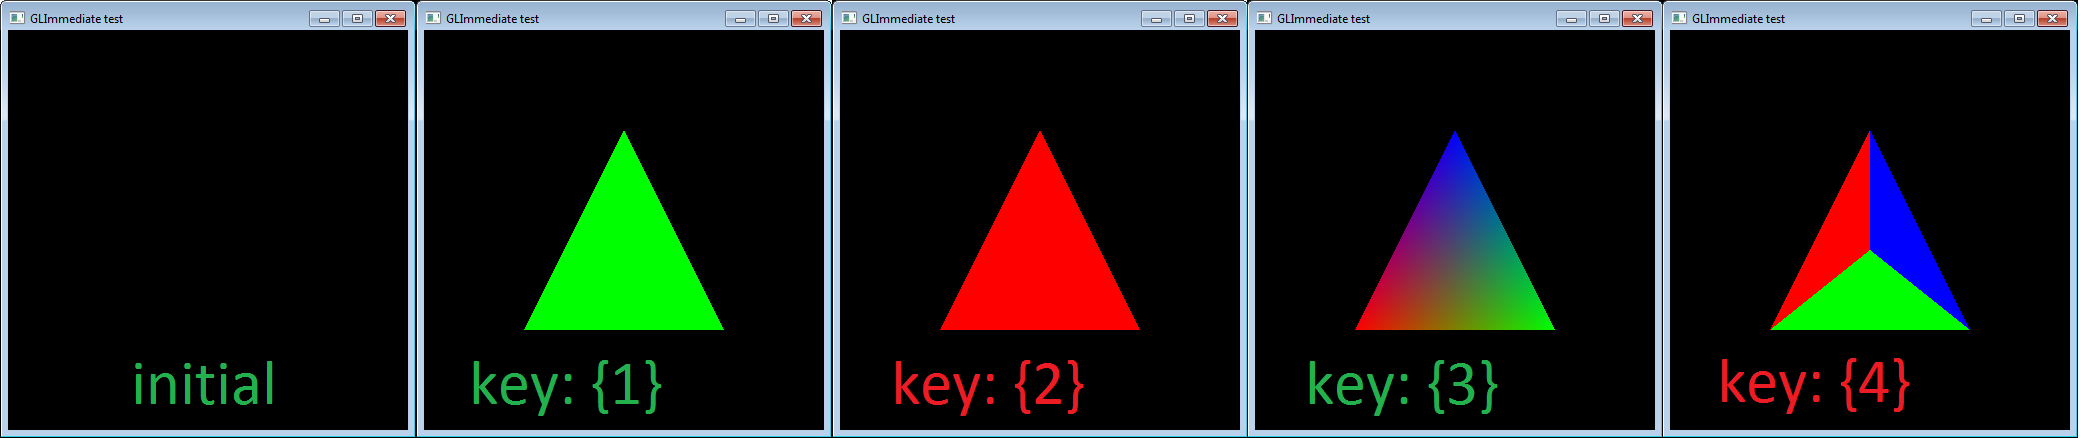 GLImmediate test
GLImmediate test
GLImmediate test
GLImmediate test
GLImmediate test
initial
key: {1}
key: {2}
key: {3}
key: {4}